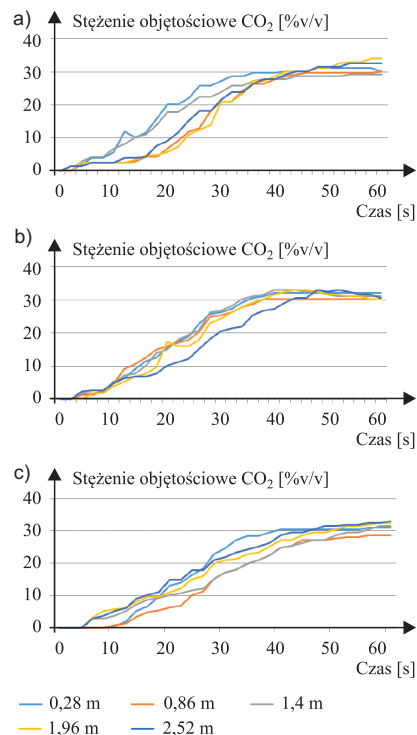 a) Stężenie objętościowe CO₂ [%v/v]
40
30
20
10
0
0 10 20 30 40 50 60
Czas [s]
b) Stężenie objętościowe CO₂ [%v/v]
40
30
20
10
0
0 10 20 30 40 50 60
Czas [s]
c) Stężenie objętościowe CO₂ [%v/v]
40
30
20
10
0
0 10 20 30 40 50 60
Czas [s]
0,28 m 0,86 m 1,4 m
1,96 m 2,52 m